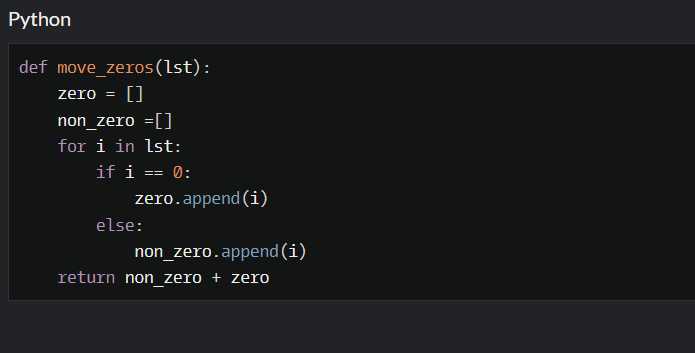 Python
def move_zeros(lst):
    zero = []
    non_zero =[]
    for i in lst:
        if i == 0:
            zero.append(i)
        else:
            non_zero.append(i)
    return non_zero + zero